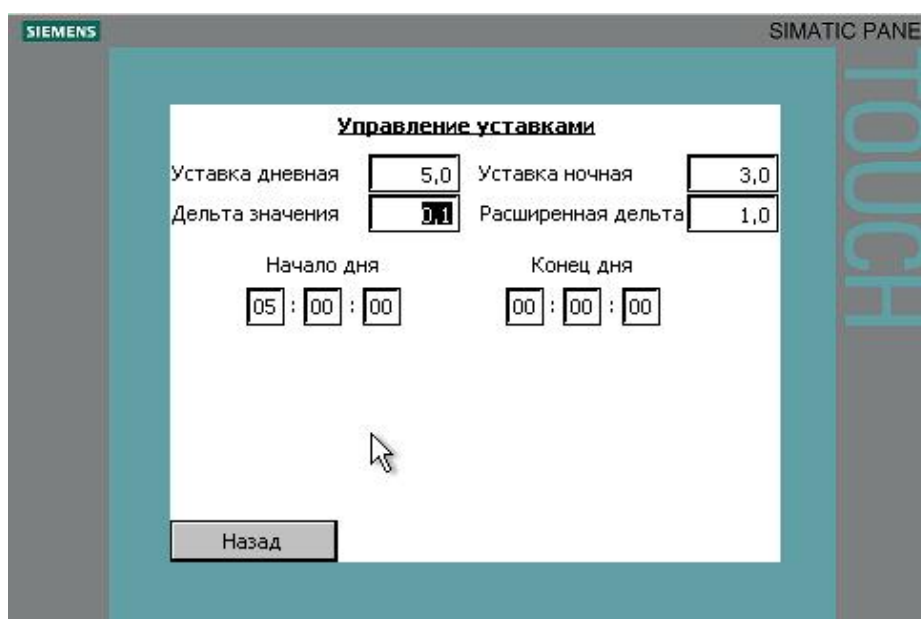 SIEMENS
SIMATIC PANE
TOUCH
Управление уставками
Уставка дневная 5,0 Уставка ночная 3,0
Дельта значения 0,1 Расширенная дельта 1,0
Начало дня Конец дня
05 : 00 : 00 00 : 00 : 00
Назад